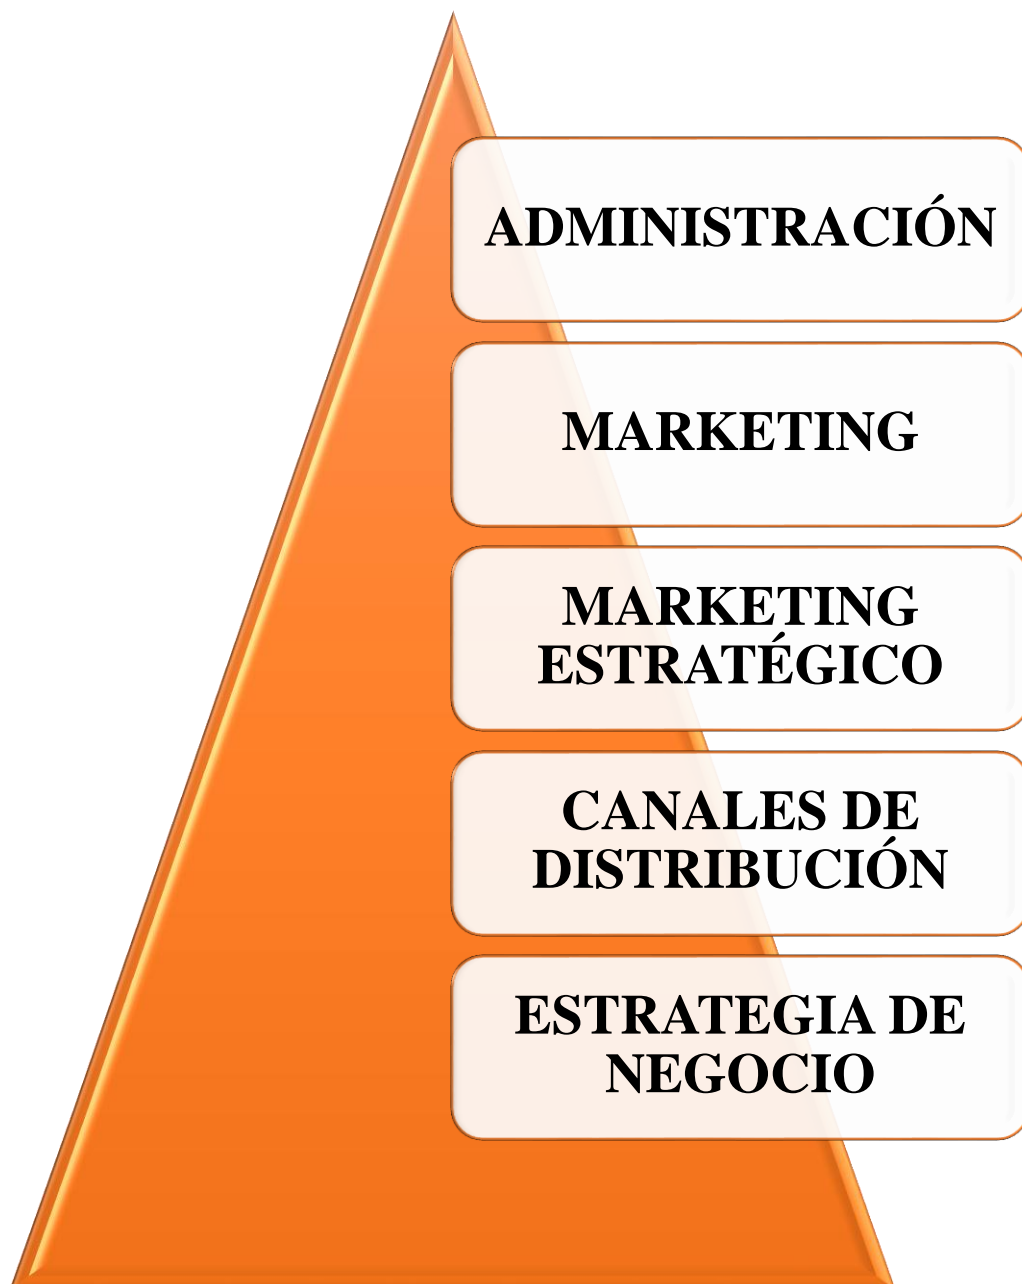 ADMINISTRACIÓN
MARKETING
MARKETING
ESTRATÉGICO
CANALES DE
DISTRIBUCIÓN
ESTRATEGIA DE
NEGOCIO